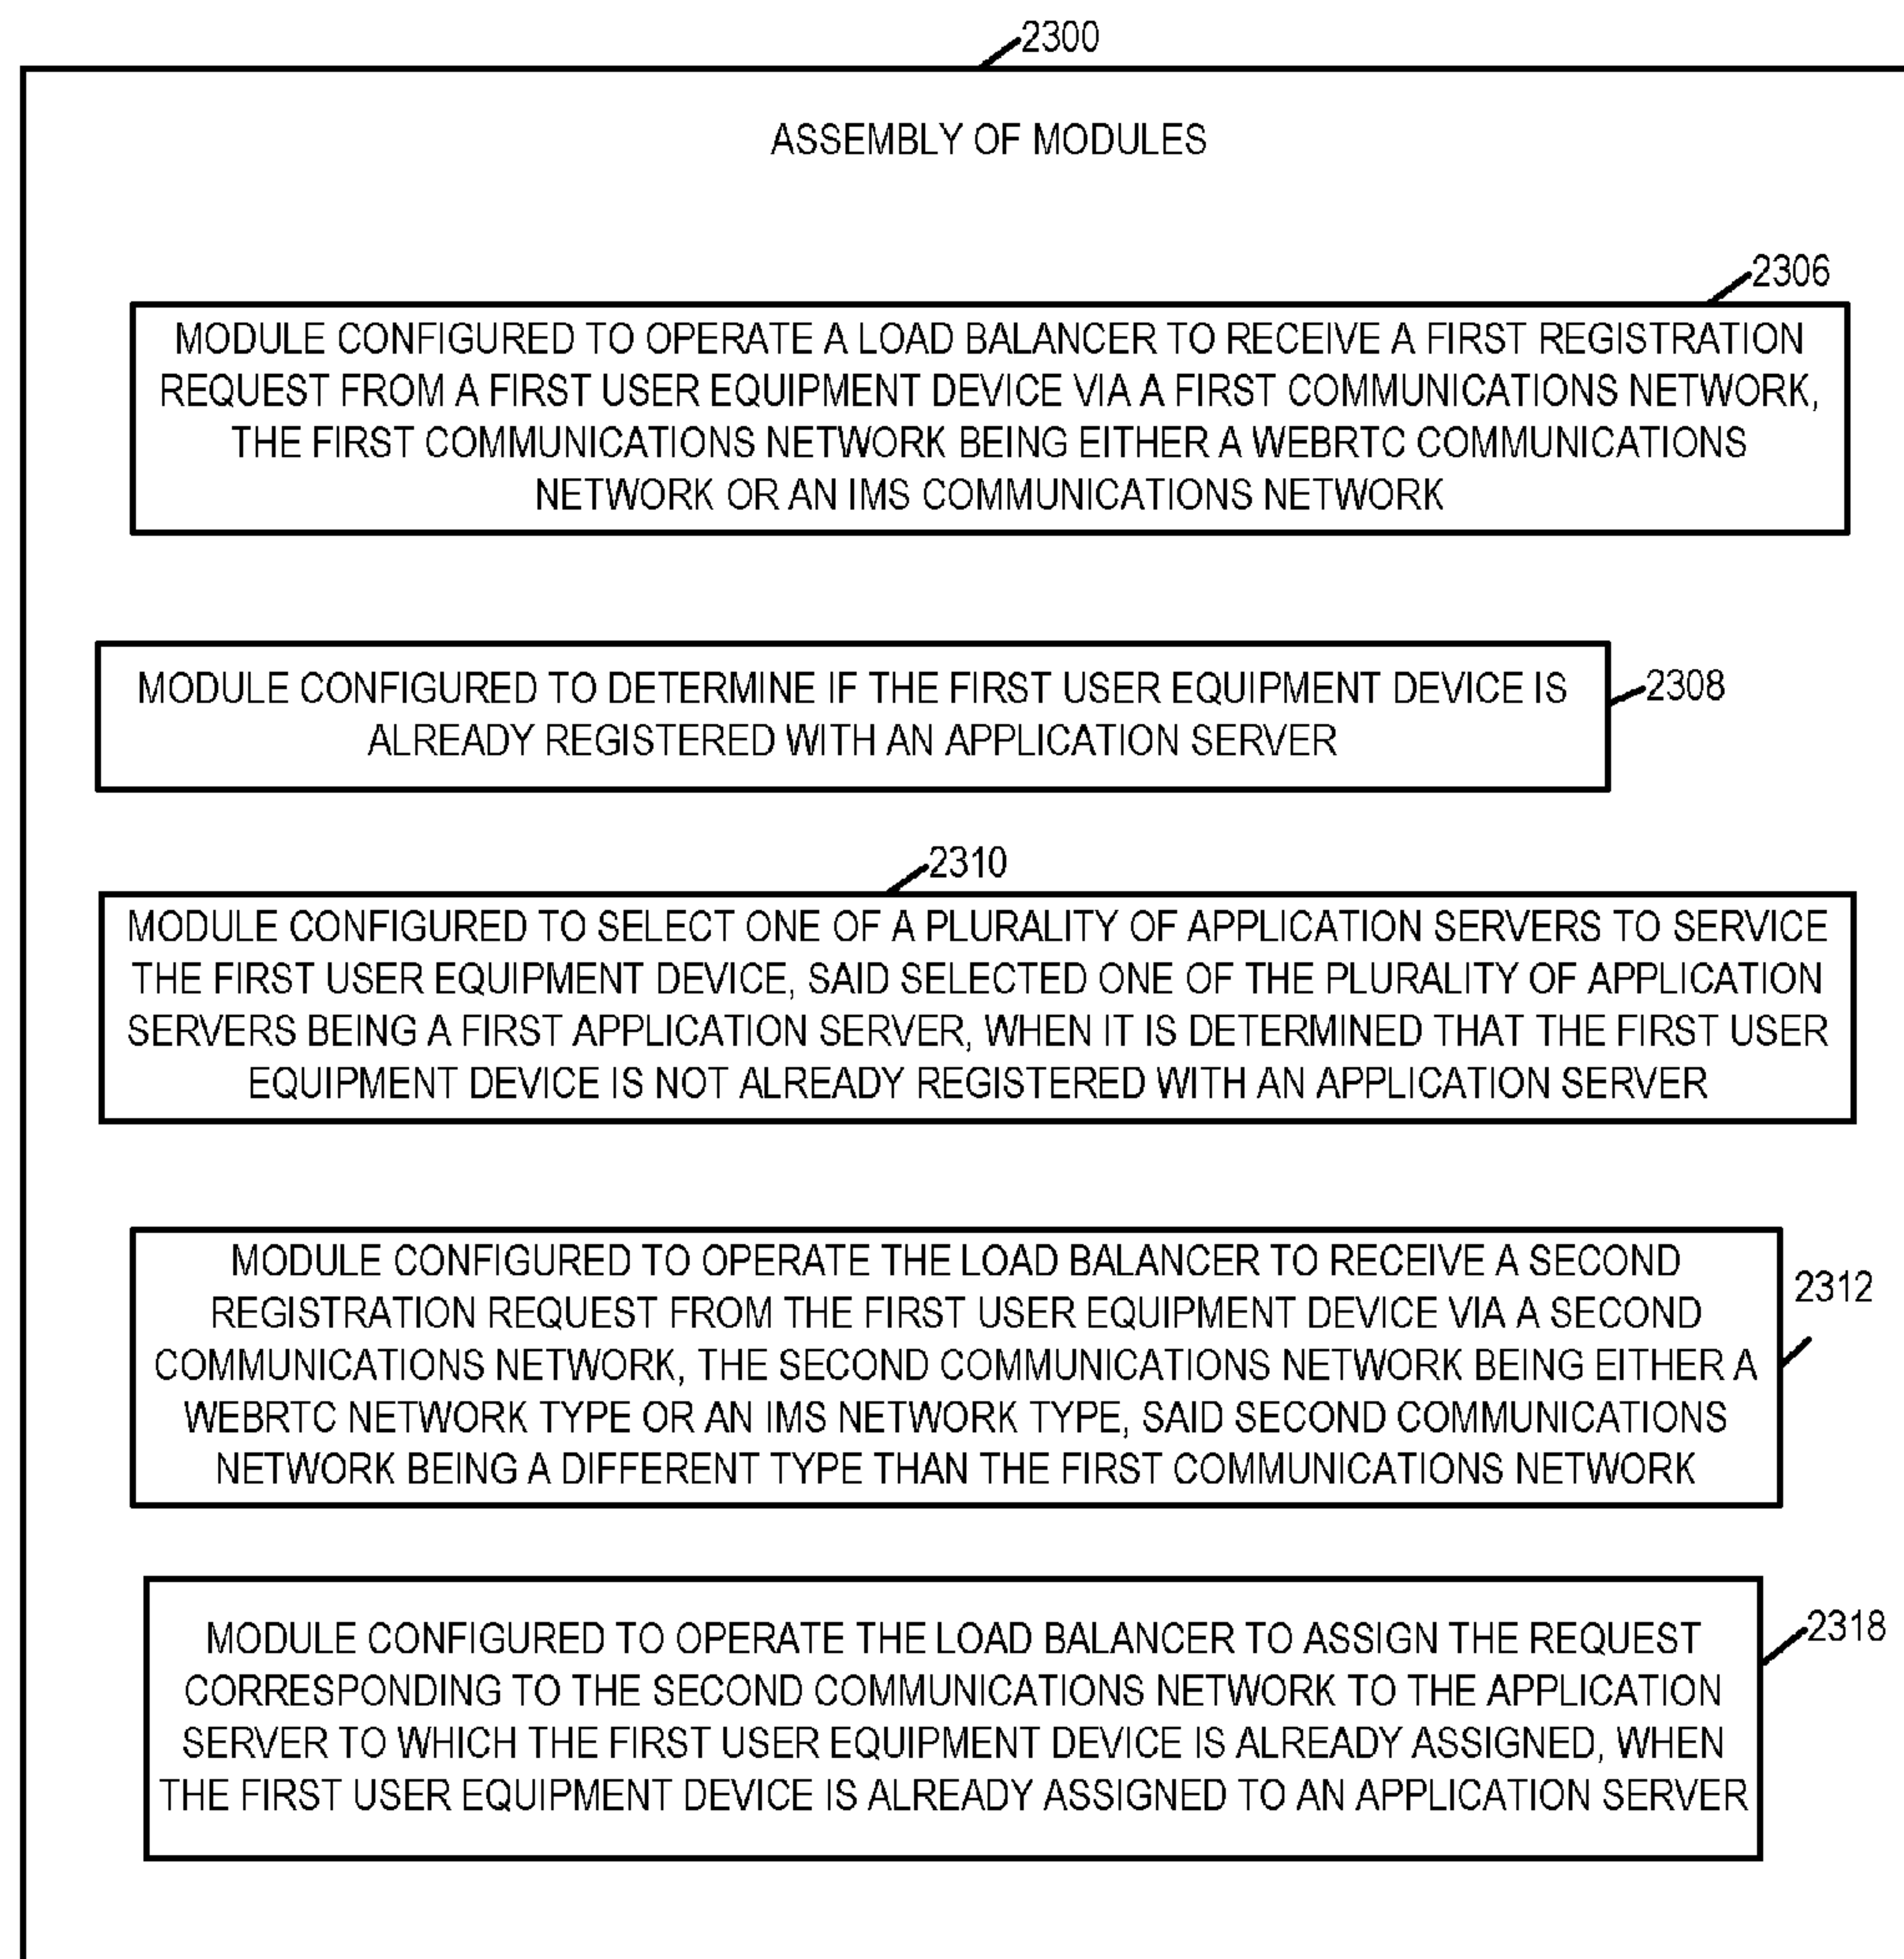 2300
ASSEMBLY OF MODULES
2306
MODULE CONFIGURED TO OPERATE A LOAD BALANCER TO RECEIVE A FIRST REGISTRATION
REQUEST FROM A FIRST USER EQUIPMENT DEVICE VIA A FIRST COMMUNICATIONS NETWORK,
THE FIRST COMMUNICATIONS NETWORK BEING EITHER A WEBRTC COMMUNICATIONS
NETWORK OR AN IMS COMMUNICATIONS NETWORK
MODULE CONFIGURED TO DETERMINE IF THE FIRST USER EQUIPMENT DEVICE IS
ALREADY REGISTERED WITH AN APPLICATION SERVER
2308
2310
MODULE CONFIGURED TO SELECT ONE OF A PLURALITY OF APPLICATION SERVERS TO SERVICE
THE FIRST USER EQUIPMENT DEVICE, SAID SELECTED ONE OF THE PLURALITY OF APPLICATION
SERVERS BEING A FIRST APPLICATION SERVER, WHEN IT IS DETERMINED THAT THE FIRST USER
EQUIPMENT DEVICE IS NOT ALREADY REGISTERED WITH AN APPLICATION SERVER
MODULE CONFIGURED TO OPERATE THE LOAD BALANCER TO RECEIVE A SECOND
REGISTRATION REQUEST FROM THE FIRST USER EQUIPMENT DEVICE VIA A SECOND
COMMUNICATIONS NETWORK, THE SECOND COMMUNICATIONS NETWORK BEING EITHER A
WEBRTC NETWORK TYPE OR AN IMS NETWORK TYPE, SAID SECOND COMMUNICATIONS
NETWORK BEING A DIFFERENT TYPE THAN THE FIRST COMMUNICATIONS NETWORK
2312
MODULE CONFIGURED TO OPERATE THE LOAD BALANCER TO ASSIGN THE REQUEST
CORRESPONDING TO THE SECOND COMMUNICATIONS NETWORK TO THE APPLICATION
SERVER TO WHICH THE FIRST USER EQUIPMENT DEVICE IS ALREADY ASSIGNED, WHEN
THE FIRST USER EQUIPMENT DEVICE IS ALREADY ASSIGNED TO AN APPLICATION SERVER
2318